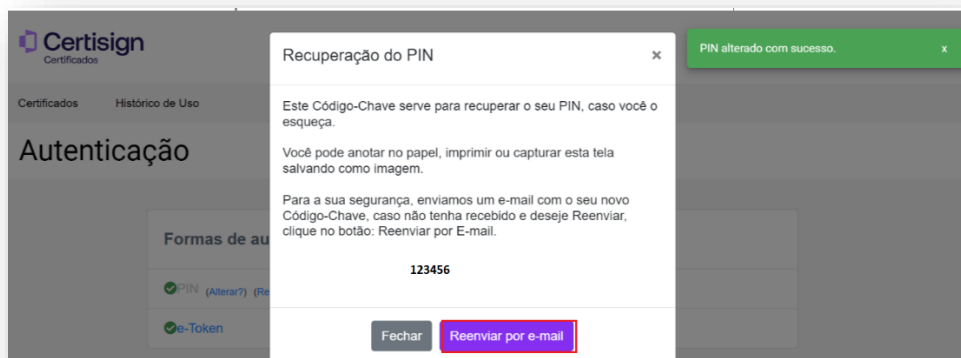 Certisign
Certificados
Recuperação do PIN
×
PIN alterado com sucesso.
x
Certificados
Histórico de Uso
Este Código-Chave serve para recuperar o seu PIN, caso você o
esqueça.
Autenticação
Você pode anotar no papel, imprimir ou capturar esta tela
salvando como imagem.
Para a sua segurança, enviamos um e-mail com o seu novo
Código-Chave, caso não tenha recebido e deseje Reenviar,
clique no botão: Reenviar por E-mail.
Formas de au
123456
PIN (Alterar?) (Re
e-Token
Fechar
Reenviar por e-mail